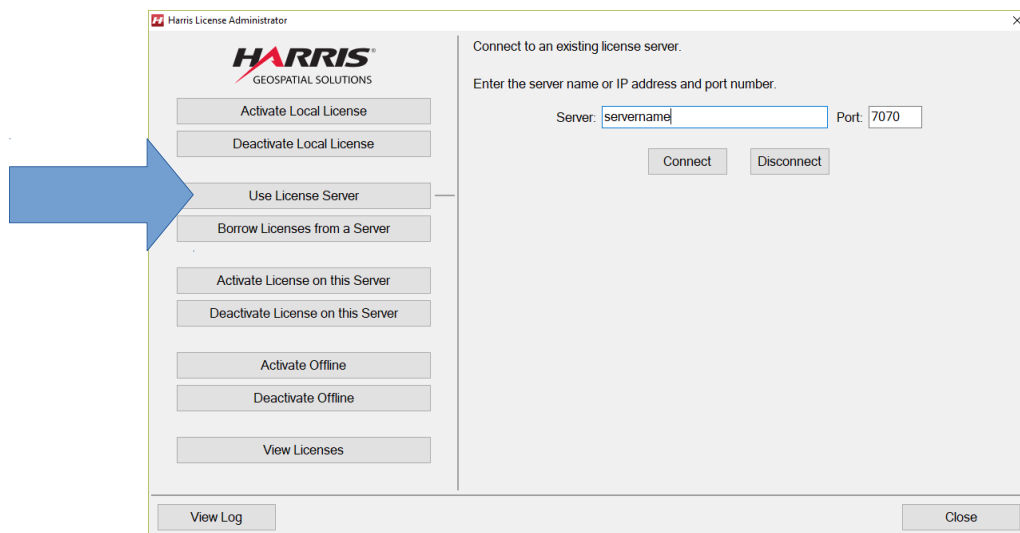 Harris License Administrator
HARRIS®
GEOSPATIAL SOLUTIONS
Activate Local License
Deactivate Local License
Use License Server
Borrow Licenses from a Server
Activate License on this Server
Deactivate License on this Server
Activate Offline
Deactivate Offline
View Licenses
Connect to an existing license server.
Enter the server name or IP address and port number.
Server: servername Port: 7070
Connect Disconnect
View Log Close